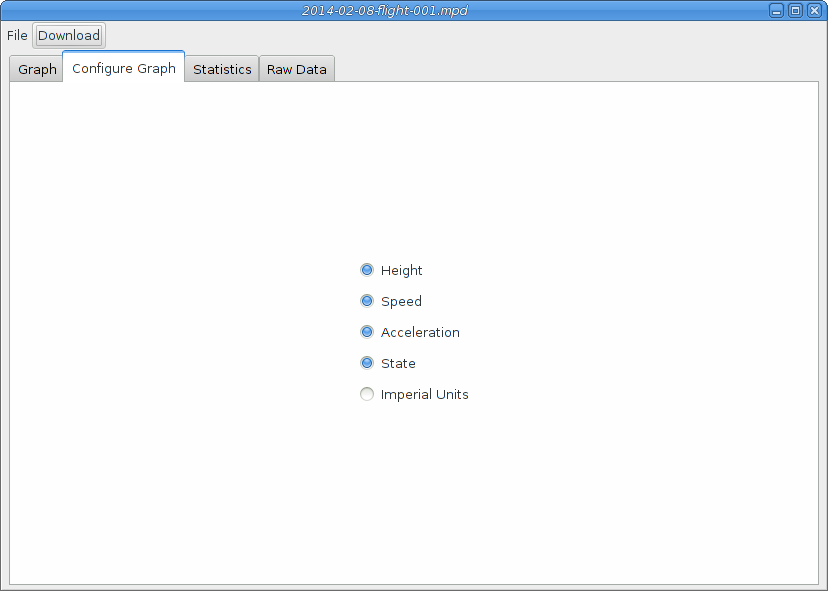 2014-02-08-flight-001.mpd
File Download
Graph Configure Graph Statistics Raw Data
Height
Speed
Acceleration
State
Imperial Units